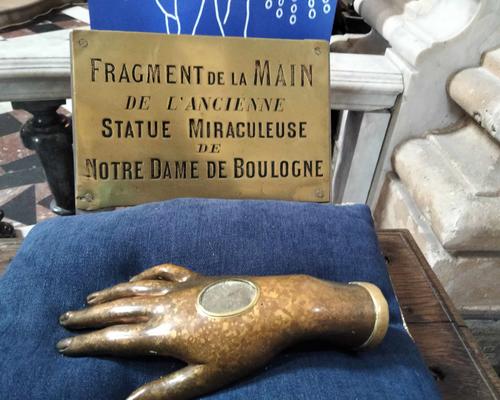 FRAGMENT DE LA MAIN
DE L'ANCIENNE
STATUE MIRACULEUSE
DE
NOTRE DAME DE BOULOGNE